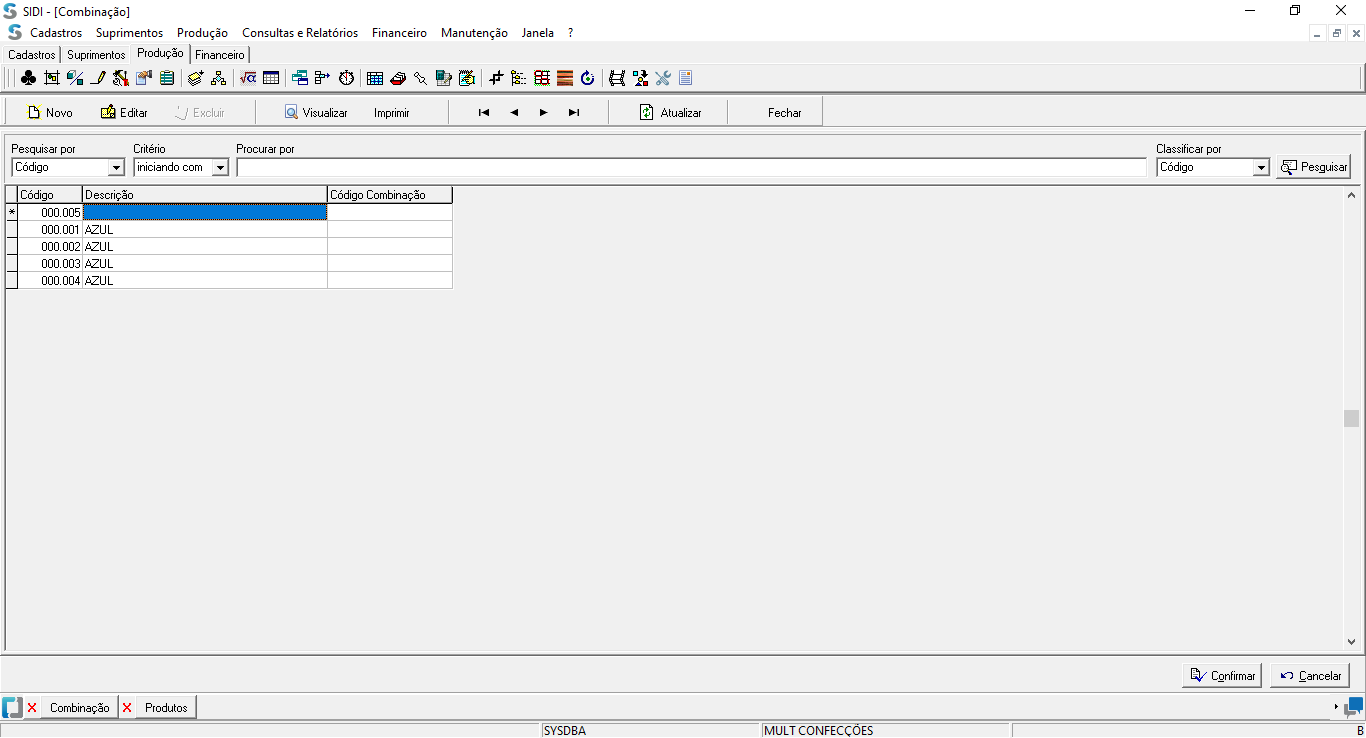 SIDI - [Combinação]
Cadastros Suprimentos Produção Consultas e Relatórios Financeiro Manutenção Janela ?
Cadastros Suprimentos Produção Financeiro
Novo Editar Excluir Visualizar Imprimir Atualizar Fechar
Pesquisar por Critério Procurar por Classificar por
Código iniciando com Código Pesquisar
Código Descrição Código Combinação
* 000.005
000.001 AZUL
000.002 AZUL
000.003 AZUL
000.004 AZUL
Confirmar Cancelar
Combinação Produtos
SYSDBA MULT CONFECÇÕES B